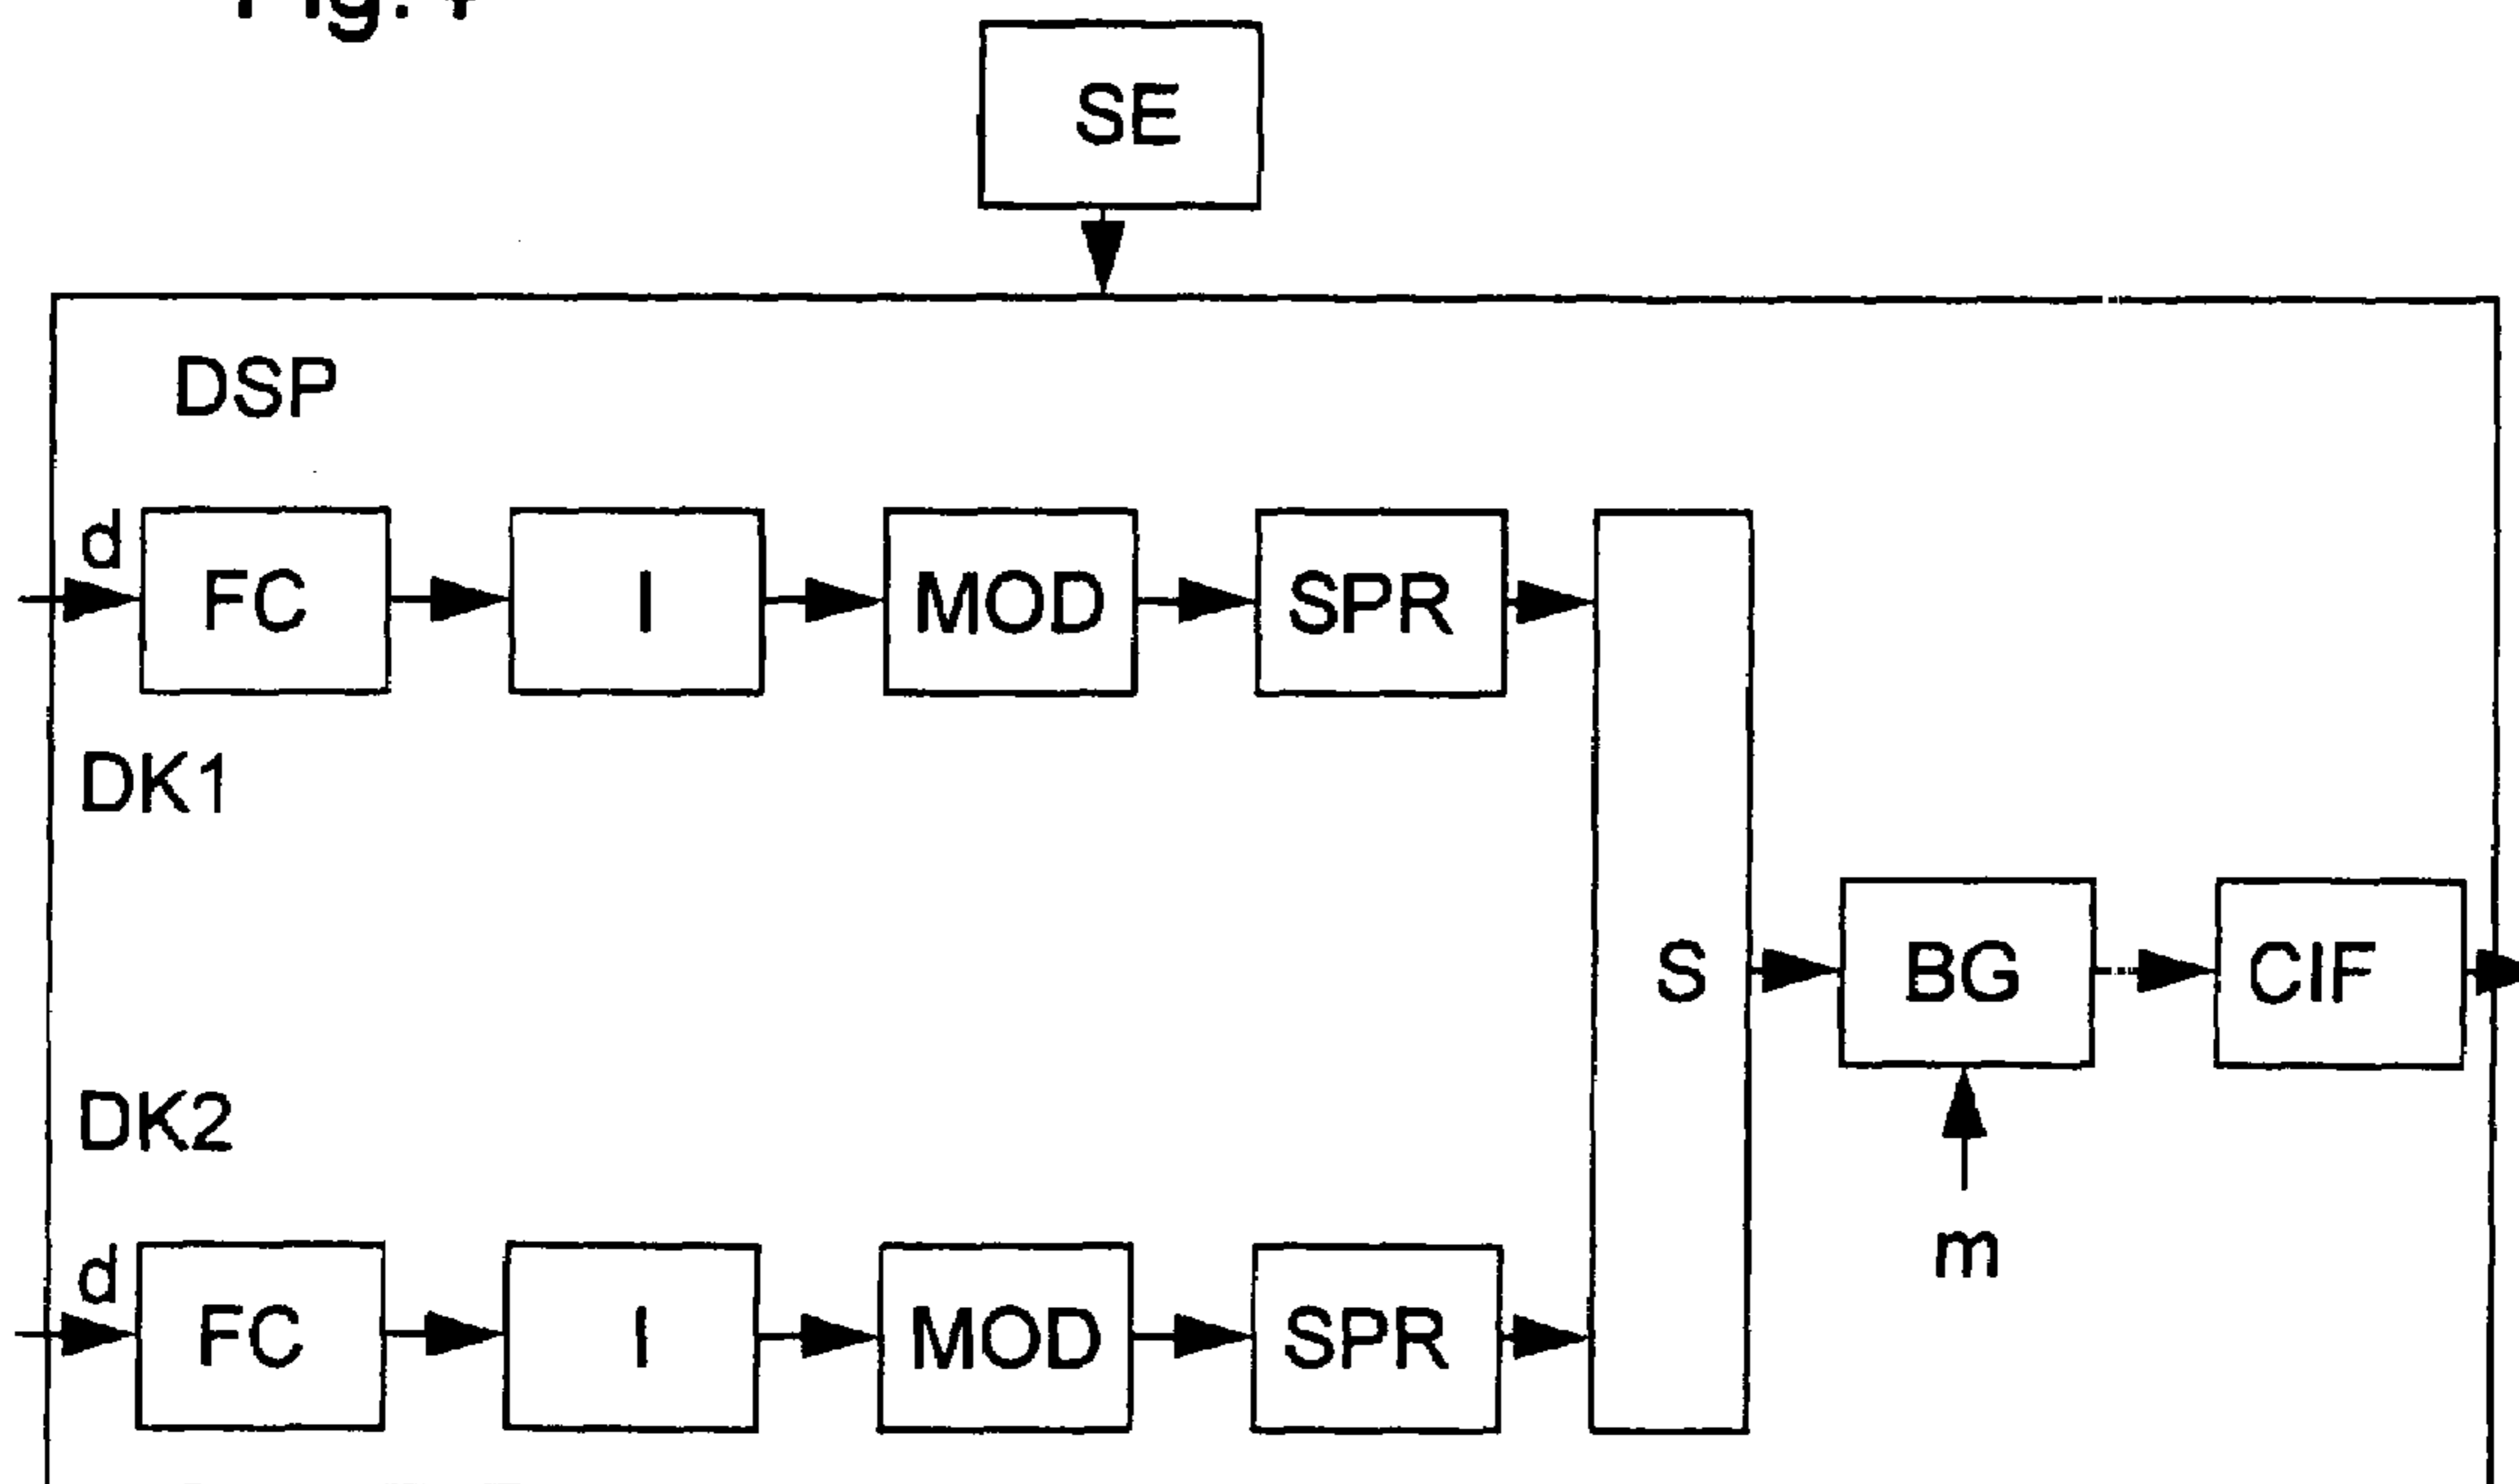 SE
DSP
d
FC I MOD SPR
DK1
S BG CIF
DK2
m
d
FC I MOD SPR